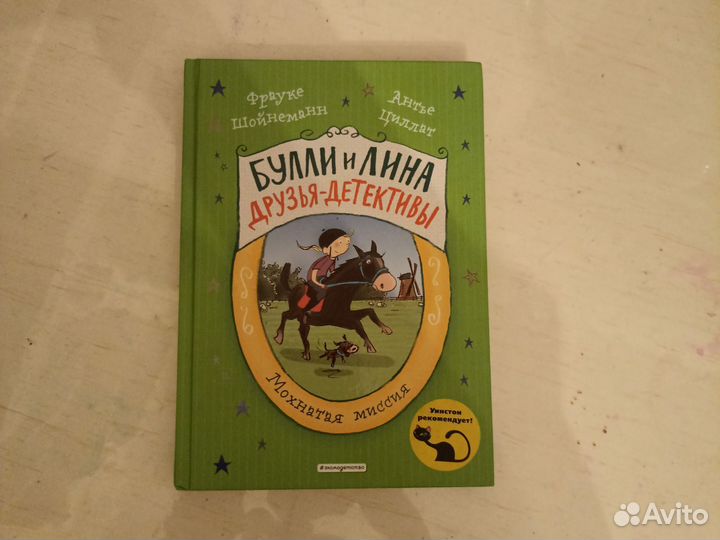 Фрауке
Шойнеманн
Антье
Циллат
БУЛЛИ и ЛИНА
ДРУЗЬЯ-ДЕТЕКТИВЫ
Мохнатая миссия
Уинстон
рекомендует!
#эксмодетство
Avito